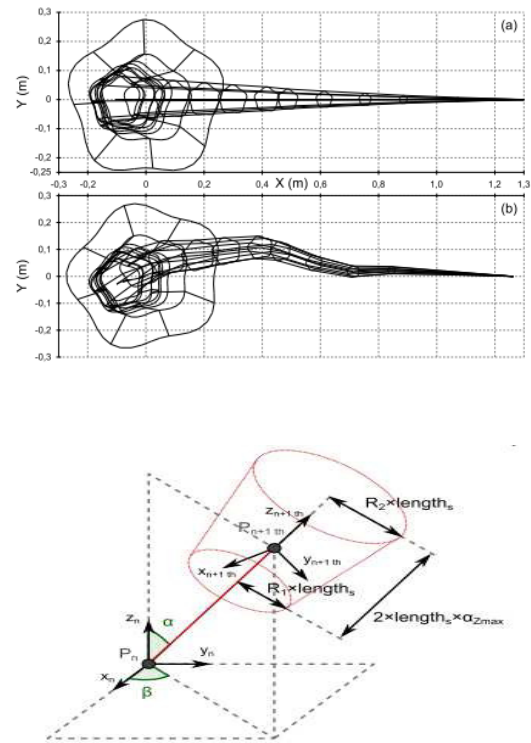 0,3
(a)
0,2
0,1
Y (m)
0
-0,1
-0,2
-0,25
-0,3 -0,2 0 0,2 X (m) 0,4 0,6 0,8 1,0 1,2 1,3
0,3
(b)
0,2
0,1
Y (m)
0
-0,1
-0,2
-0,3
R₂×lengthₛ
zₙ₊₁ ₜₕ
Pₙ₊₁ ₜₕ
xₙ₊₁ ₜₕ
yₙ₊₁ ₜₕ
R₁×lengthₛ
2×lengthₛ×α_Zmax
zₙ
α
Pₙ
yₙ
xₙ
β